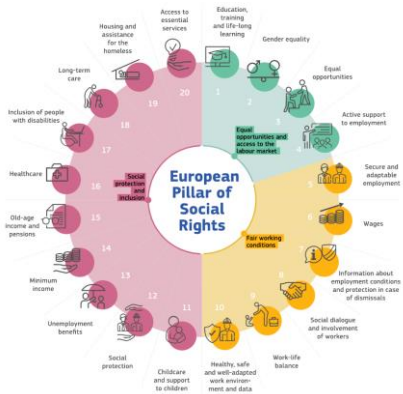 European
Pillar of
Social
Rights
Equal
opportunities and
access to the
labour market
1
Education,
training
and life-long
learning
2
Gender equality
3
Equal
opportunities
4
Active support
to employment
Fair working
conditions
5
Secure and
adaptable
employment
6
Wages
7
Information about
employment conditions
and protection in case
of dismissals
8
Social dialogue
and involvement
of workers
9
Work-life
balance
10
Healthy, safe
and well-adapted
work environ-
ment and data
Social
protection
and
inclusion
11
Childcare
and support
to children
12
Social
protection
13
Unemployment
benefits
14
Minimum
income
15
Old-age
income and
pensions
16
Healthcare
17
Inclusion of people
with disabilities
18
Long-term
care
19
Housing and
assistance
for the
homeless
20
Access to
essential
services